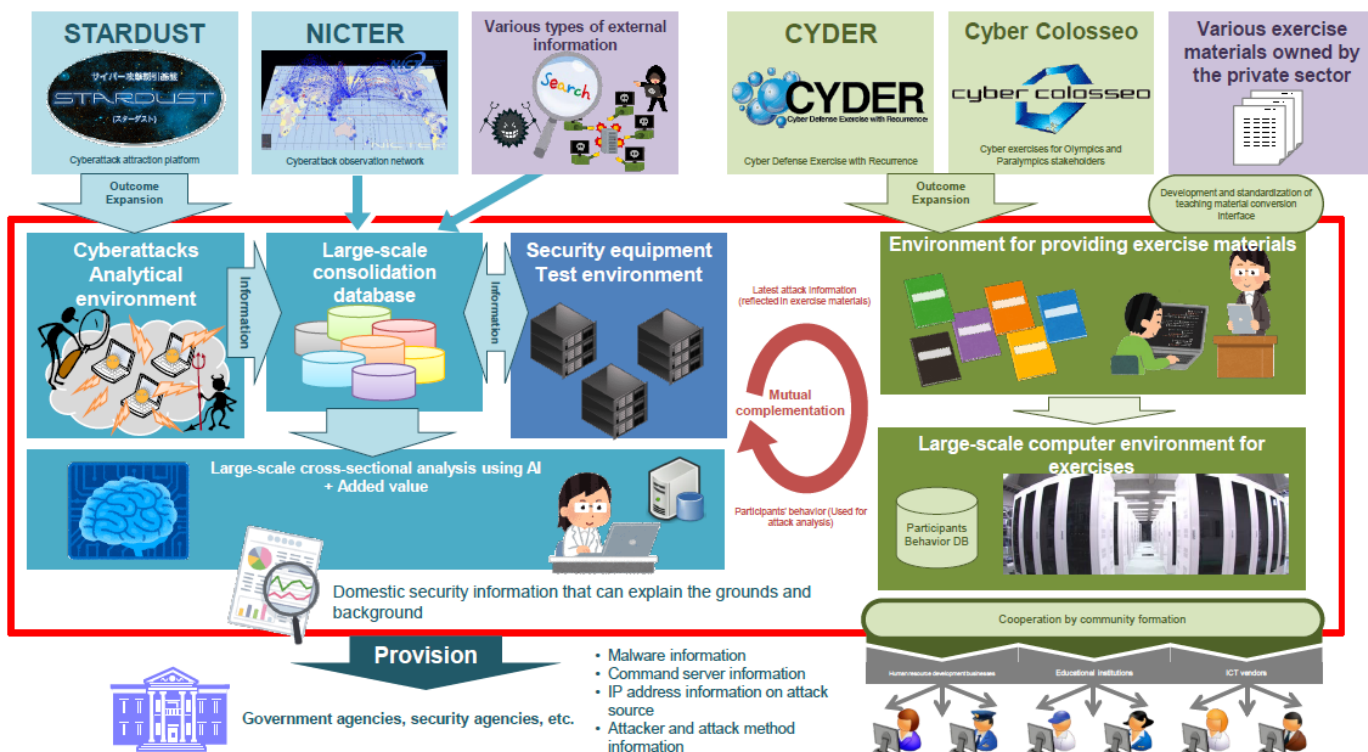 STARDUST
サイバー攻撃誘引基盤
STARDUST
(スターダスト)
Cyberattack attraction platform
NICTER
NICT
Cyberattack observation network
Various types of external
information
Search
CYDER
CYDER
Cyber Defense Exercise with Recurrence
Cyber Defense Exercise with Recurrence
Cyber Colosseo
cyber colosseo
Cyber exercises for Olympics and
Paralympics stakeholders
Various exercise
materials owned by
the private sector
Outcome
Expansion
Outcome
Expansion
Development and standardization of
teaching material conversion
Interface
Cyberattacks
Analytical
environment
Information
Large-scale
consolidation
database
Information
Security equipment
Test environment
Latest attack information
(reflected in exercise materials)
Mutual
complementation
Participants' behavior (Used for
attack analysis)
Environment for providing exercise materials
Large-scale cross-sectional analysis using AI
+ Added value
Large-scale computer environment for
exercises
Participants
Behavior DB
Domestic security information that can explain the grounds and
background
Cooperation by community formation
Provision
• Malware information
• Command server information
• IP address information on attack
source
• Attacker and attack method
information
Government agencies, security agencies, etc.
Human resource development businesses
Educational Institutions
ICT vendors